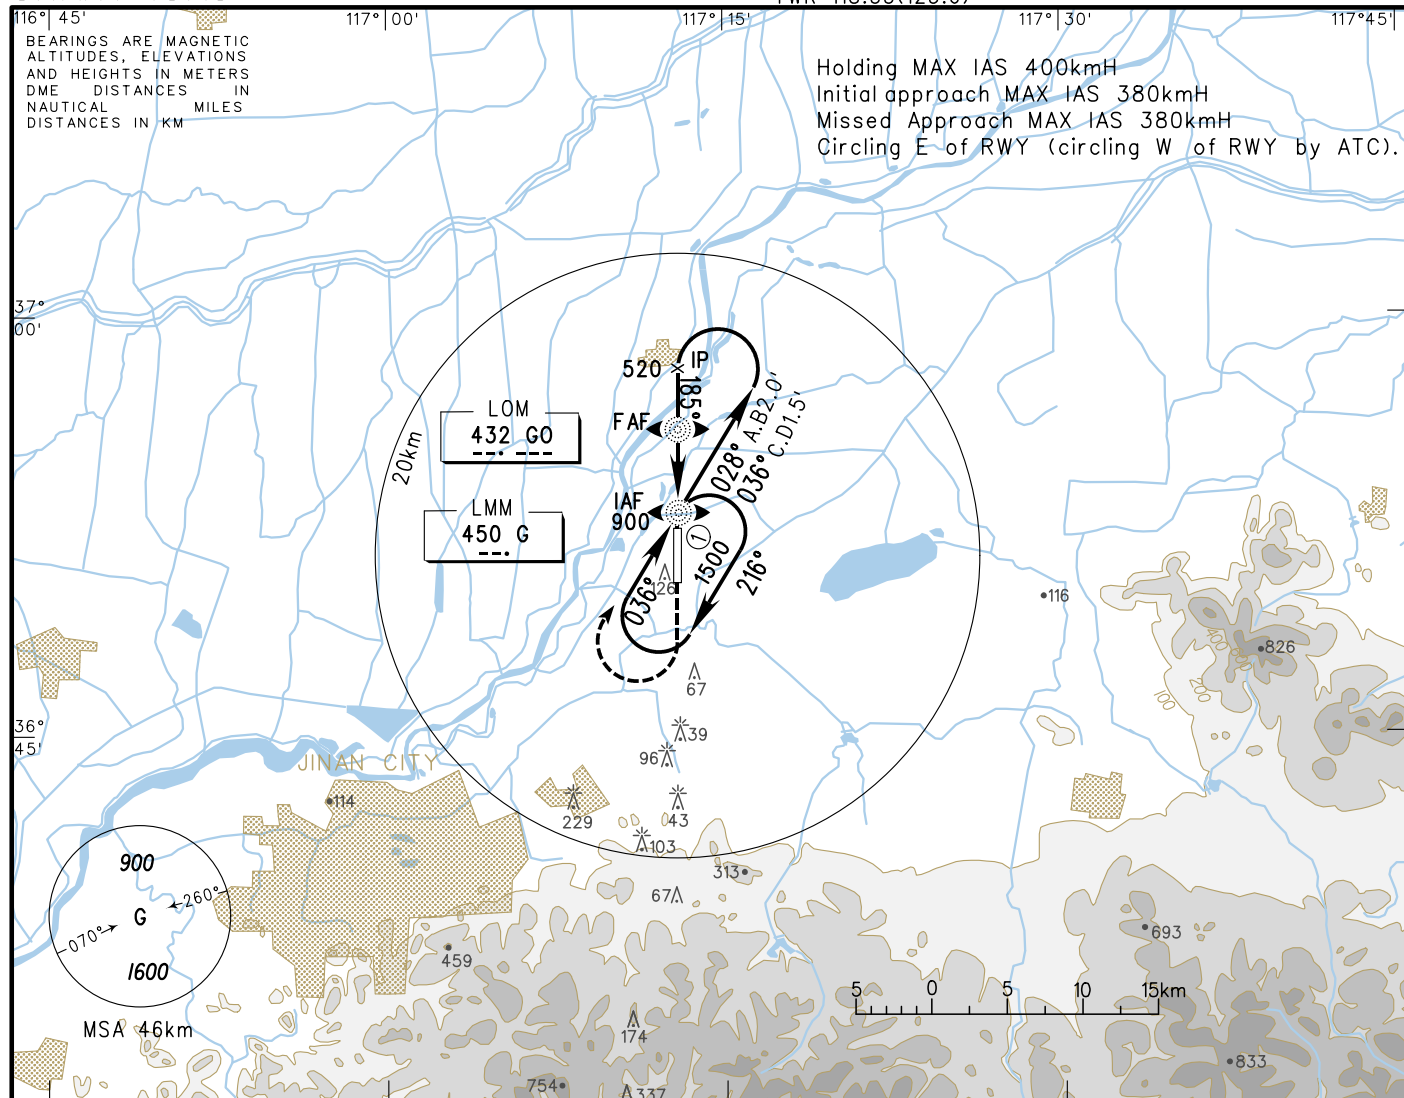 116° 45'
117° 00'
117° 15'
117° 30'
117°45'
BEARINGS ARE MAGNETIC
ALTITUDES, ELEVATIONS
AND HEIGHTS IN METERS
DME DISTANCES IN
NAUTICAL MILES
DISTANCES IN KM
Holding MAX IAS 400kmH
Initial approach MAX IAS 380kmH
Missed Approach MAX IAS 380kmH
Circling E of RWY (circling W of RWY by ATC).
37°
00'
520
IP
185°
FAF
LOM
432 GO
20km
028° A.B2.0'
036° C.D1.5'
IAF
900
LMM
450 G
1
1500
216°
036°
126
116
826
400
200
100
67
39
96
36°
45'
JINAN CITY
114
229
43
103
313
67
900
260°
G
070°
1600
MSA 46km
459
693
5 0 5 10 15km
174
833
754
337